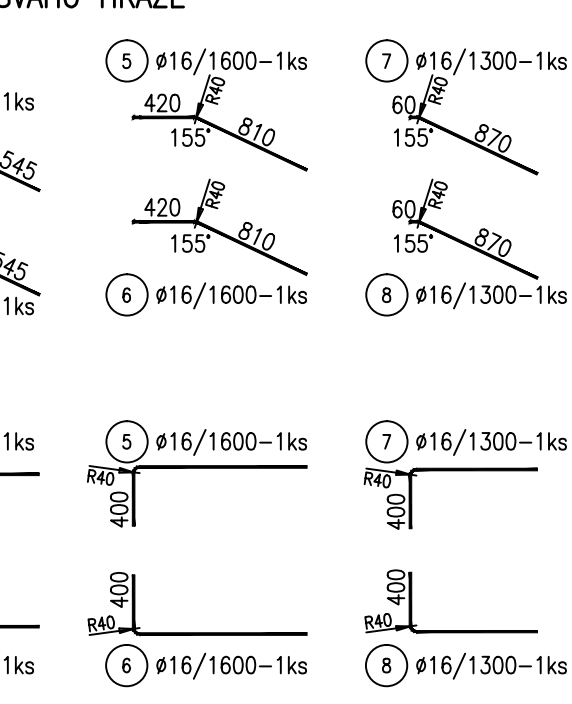 SVAHU HRÁZE
5 ø16/1600-1ks
7 ø16/1300-1ks
1ks
420 R40
60 R40
155° 810
155° 870
545
420 R40
60 R40
155° 810
155° 870
545
1ks
6 ø16/1600-1ks
8 ø16/1300-1ks
1ks
5 ø16/1600-1ks
7 ø16/1300-1ks
R40
R40
400
400
400
400
R40
R40
1ks
6 ø16/1600-1ks
8 ø16/1300-1ks